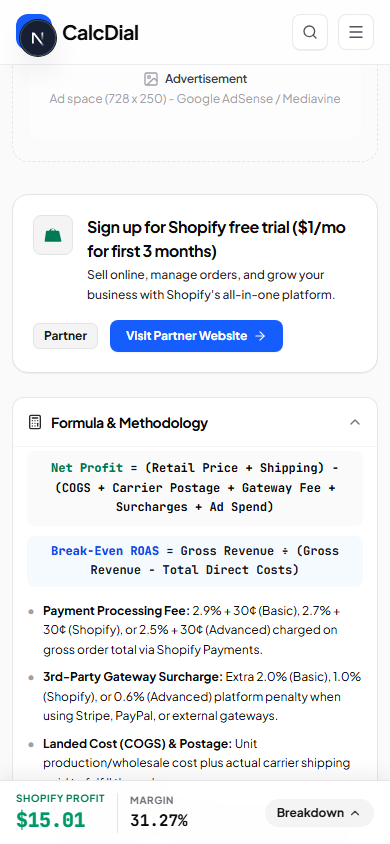 N
CalcDial
Advertisement
Ad space (728 x 250) - Google AdSense / Mediavine
Sign up for Shopify free trial ($1/mo
for first 3 months)
Sell online, manage orders, and grow your
business with Shopify's all-in-one platform.
Partner
Visit Partner Website →
Formula & Methodology
Net Profit = (Retail Price + Shipping) -
(COGS + Carrier Postage + Gateway Fee +
Surcharges + Ad Spend)
Break-Even ROAS = Gross Revenue ÷ (Gross
Revenue - Total Direct Costs)
• Payment Processing Fee: 2.9% + 30¢ (Basic), 2.7% +
30¢ (Shopify), or 2.5% + 30¢ (Advanced) charged on
gross order total via Shopify Payments.
• 3rd-Party Gateway Surcharge: Extra 2.0% (Basic), 1.0%
(Shopify), or 0.6% (Advanced) platform penalty when
using Stripe, PayPal, or external gateways.
• Landed Cost (COGS) & Postage: Unit
production/wholesale cost plus actual carrier shipping
SHOPIFY PROFIT
$15.01
MARGIN
31.27%
Breakdown